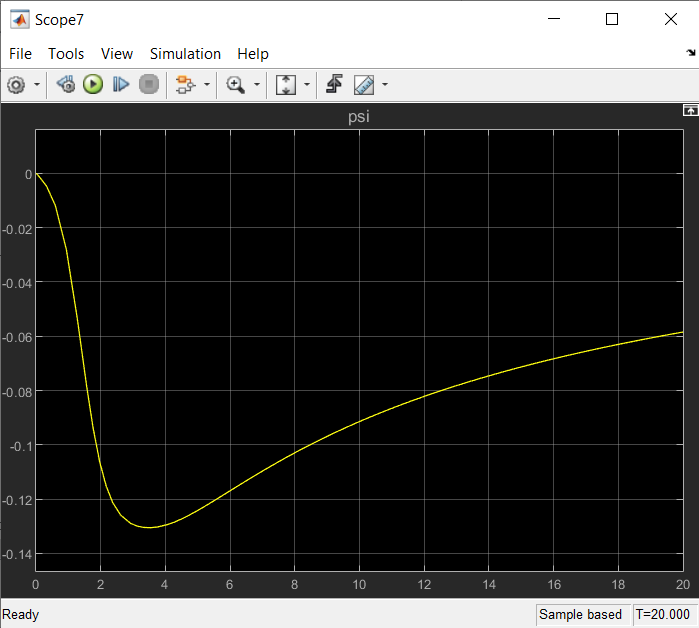 Scope7
File Tools View Simulation Help
psi
0
-0.02
-0.04
-0.06
-0.08
-0.1
-0.12
-0.14
0 2 4 6 8 10 12 14 16 18 20
Ready Sample based T=20.000